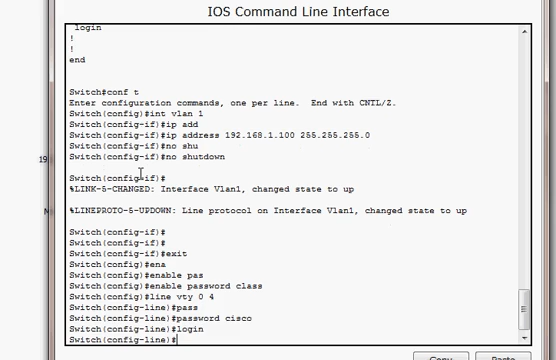 IOS Command Line Interface
login
!
!
end
Switch#conf t
Enter configuration commands, one per line.  End with CNTL/Z.
Switch(config)#int vlan 1
Switch(config-if)#ip add
Switch(config-if)#ip address 192.168.1.100 255.255.255.0
Switch(config-if)#no shu
Switch(config-if)#no shutdown
Switch(config-if)#
%LINK-5-CHANGED: Interface Vlan1, changed state to up
%LINEPROTO-5-UPDOWN: Line protocol on Interface Vlan1, changed state to up
Switch(config-if)#
Switch(config-if)#
Switch(config-if)#exit
Switch(config)#ena
Switch(config)#enable pas
Switch(config)#enable password class
Switch(config)#line vty 0 4
Switch(config-line)#pass
Switch(config-line)#password cisco
Switch(config-line)#login
Switch(config-line)#
Copy
Paste